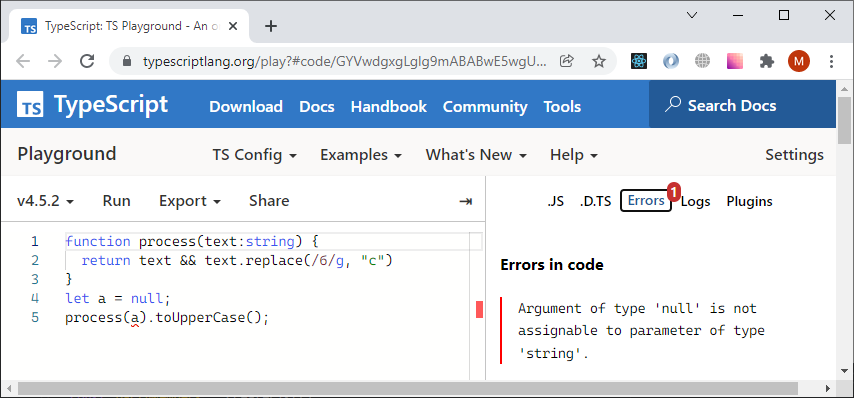 TS TypeScript: TS Playground - An o
typescriptlang.org/play?#code/GYVwdgxgLglg9mABABwE5wgU...
M
TS TypeScript Download Docs Handbook Community Tools Search Docs
Playground TS Config Examples What's New Help Settings
v4.5.2 Run Export Share
.JS .D.TS Errors 1 Logs Plugins
1 function process(text:string) {
2 return text && text.replace(/6/g, "c")
3 }
4 let a = null;
5 process(a).toUpperCase();
Errors in code
Argument of type 'null' is not
assignable to parameter of type
'string'.